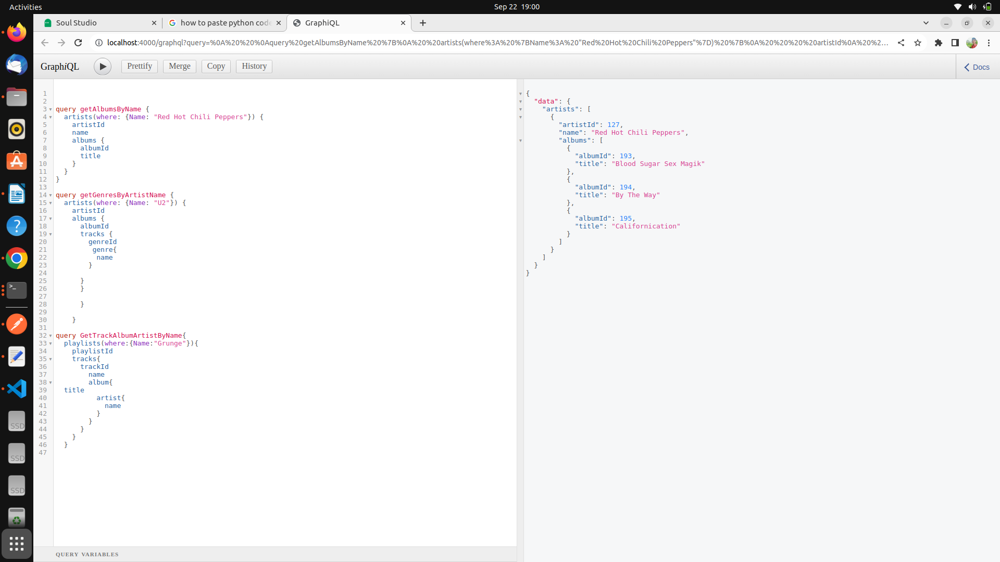 Activities
Sep 22 19:00
Soul Studio
how to paste python cod
GraphiQL
localhost:4000/graphql?query=%0A%20%20%0Aquery%20getAlbumsByName%20%7B%0A%20%20artists(where%3A%20%7BName%3A%20"Red%20Hot%20Chili%20Peppers"%7D)%20%7B%0A%20%20%20%20artistId%0A%20%20%2...
GraphiQL
Prettify
Merge
Copy
History
Docs
1
2
3 query getAlbumsByName {
4 artists(where: {Name: "Red Hot Chili Peppers"}) {
5 artistId
6 name
7 albums {
8 albumId
9 title
10 }
11 }
12 }
13
14 query getGenresByArtistName {
15 artists(where: {Name: "U2"}) {
16 artistId
17 albums {
18 albumId
19 tracks {
20 genreId
21 genre{
22 name
23 }
24
25 }
26 }
27
28 }
29
30 }
31
32 query GetTrackAlbumArtistByName{
33 playlists(where:{Name:"Grunge"}){
34 playlistId
35 tracks{
36 trackId
37 name
38 album{
39 title
40 artist{
41 name
42 }
43 }
44 }
45 }
46 }
47
QUERY VARIABLES
{
"data": {
"artists": [
{
"artistId": 127,
"name": "Red Hot Chili Peppers",
"albums": [
{
"albumId": 193,
"title": "Blood Sugar Sex Magik"
},
{
"albumId": 194,
"title": "By The Way"
},
{
"albumId": 195,
"title": "Californication"
}
]
}
]
}
}
SSD
SSD
SSD